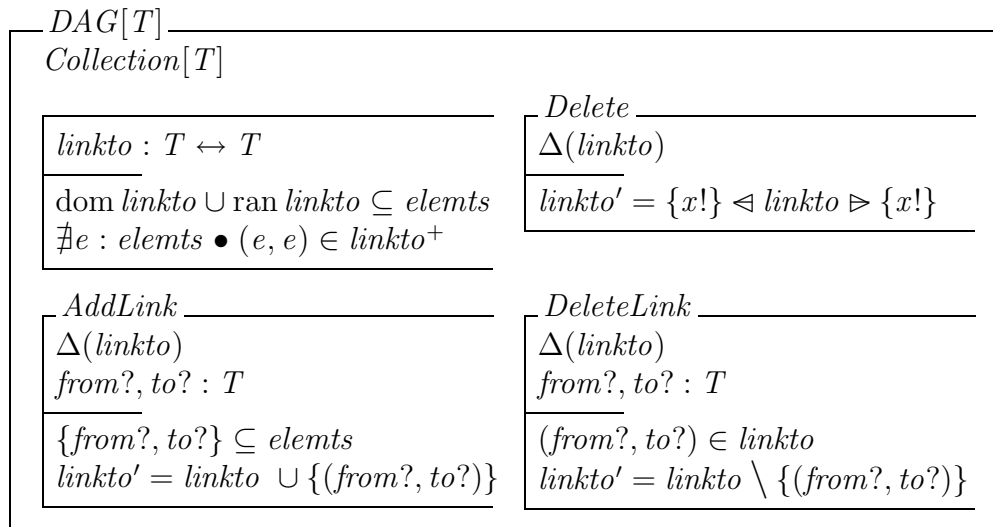 DAG[T]
Collection[T]
linkto : T ↔ T
dom linkto ∪ ran linkto ⊆ elemts
∄e : elemts • (e, e) ∈ linkto⁺
Delete
Δ(linkto)
linkto′ = {x!} ⩤ linkto ⩥ {x!}
AddLink
Δ(linkto)
from?, to? : T
{from?, to?} ⊆ elemts
linkto′ = linkto ∪ {(from?, to?)}
DeleteLink
Δ(linkto)
from?, to? : T
(from?, to?) ∈ linkto
linkto′ = linkto \ {(from?, to?)}